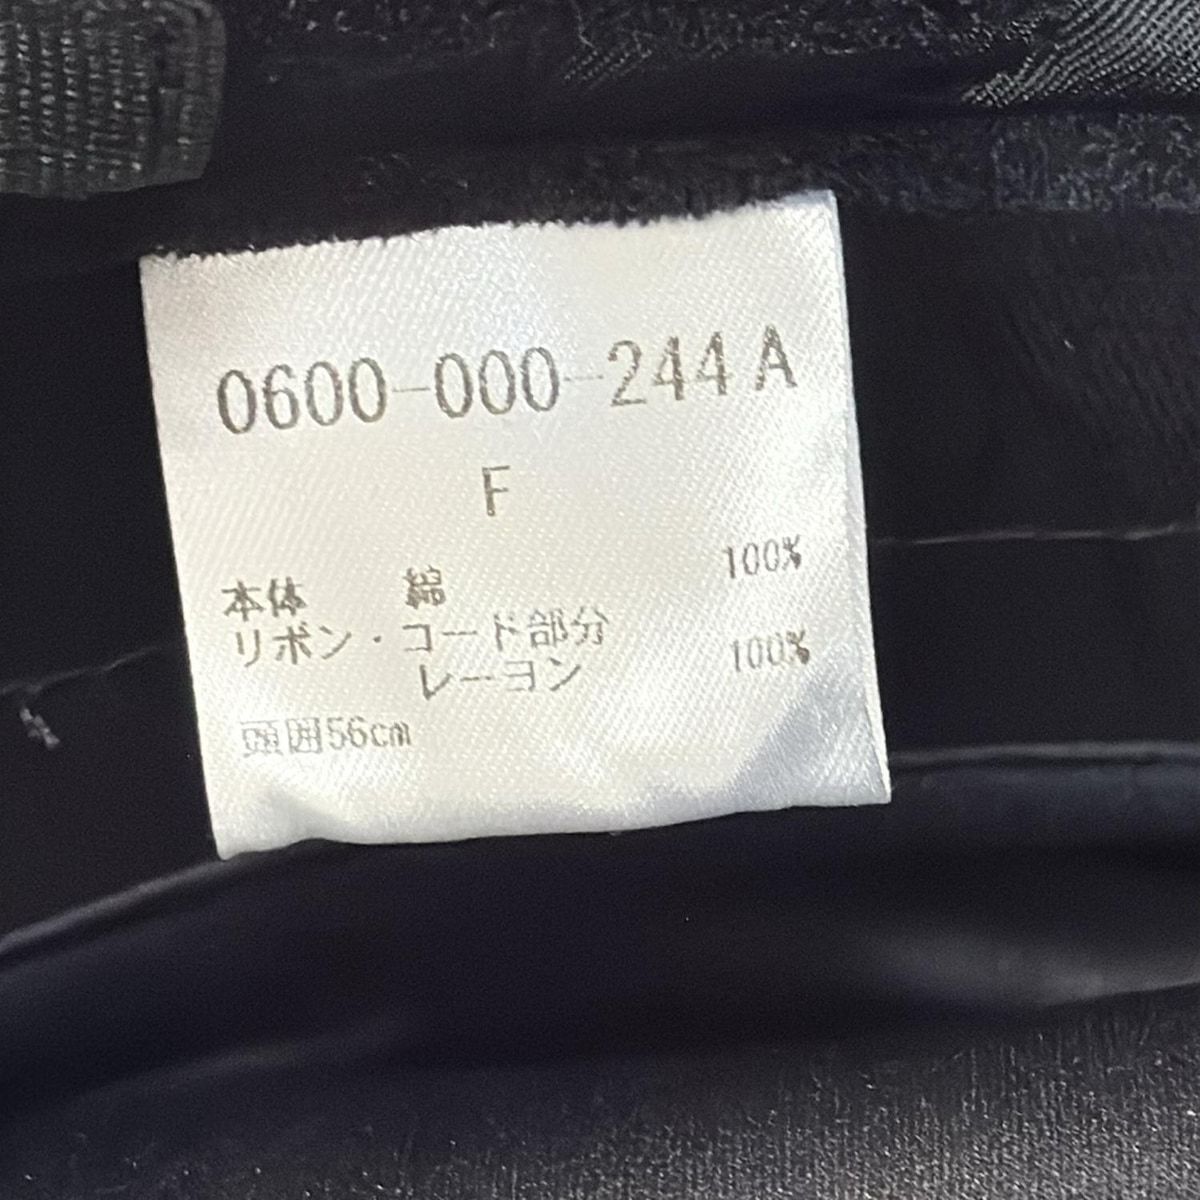 0600-000-244 A
F
本体 綿 100%
リボン・コード部分
レーヨン 100%
頭囲56cm